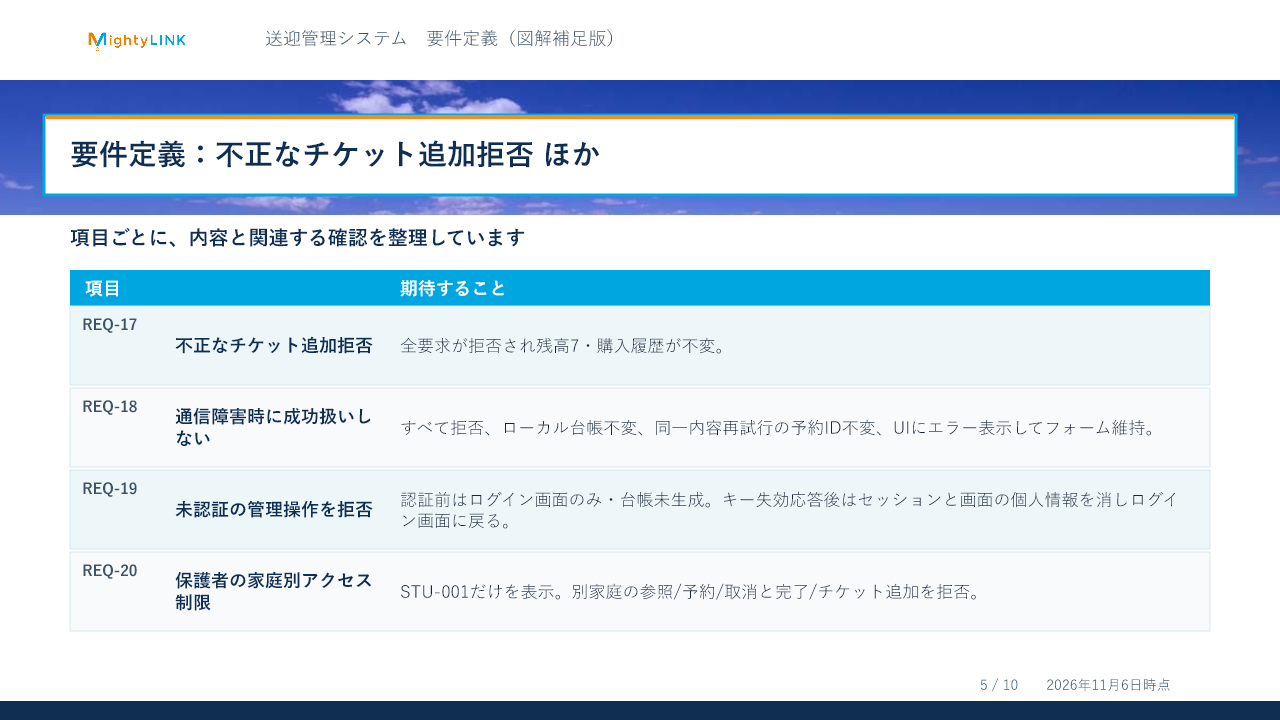 MightyLINK
送迎管理システム 要件定義（図解補足版）
要件定義：不正なチケット追加拒否 ほか
項目ごとに、内容と関連する確認を整理しています
項目 期待すること
REQ-17
不正なチケット追加拒否
全要求が拒否され残高7・購入履歴が不変。
REQ-18
通信障害時に成功扱いし
ない
すべて拒否、ローカル台帳不変、同一内容再試行の予約ID不変、UIにエラー表示してフォーム維持。
REQ-19
未認証の管理操作を拒否
認証前はログイン画面のみ・台帳未生成。キー失効応答後はセッションと画面の個人情報を消しログイ
ン画面に戻る。
REQ-20
保護者の家庭別アクセス
制限
STU-001だけを表示。別家庭の参照/予約/取消と完了/チケット追加を拒否。
5 / 10 2026年11月6日時点